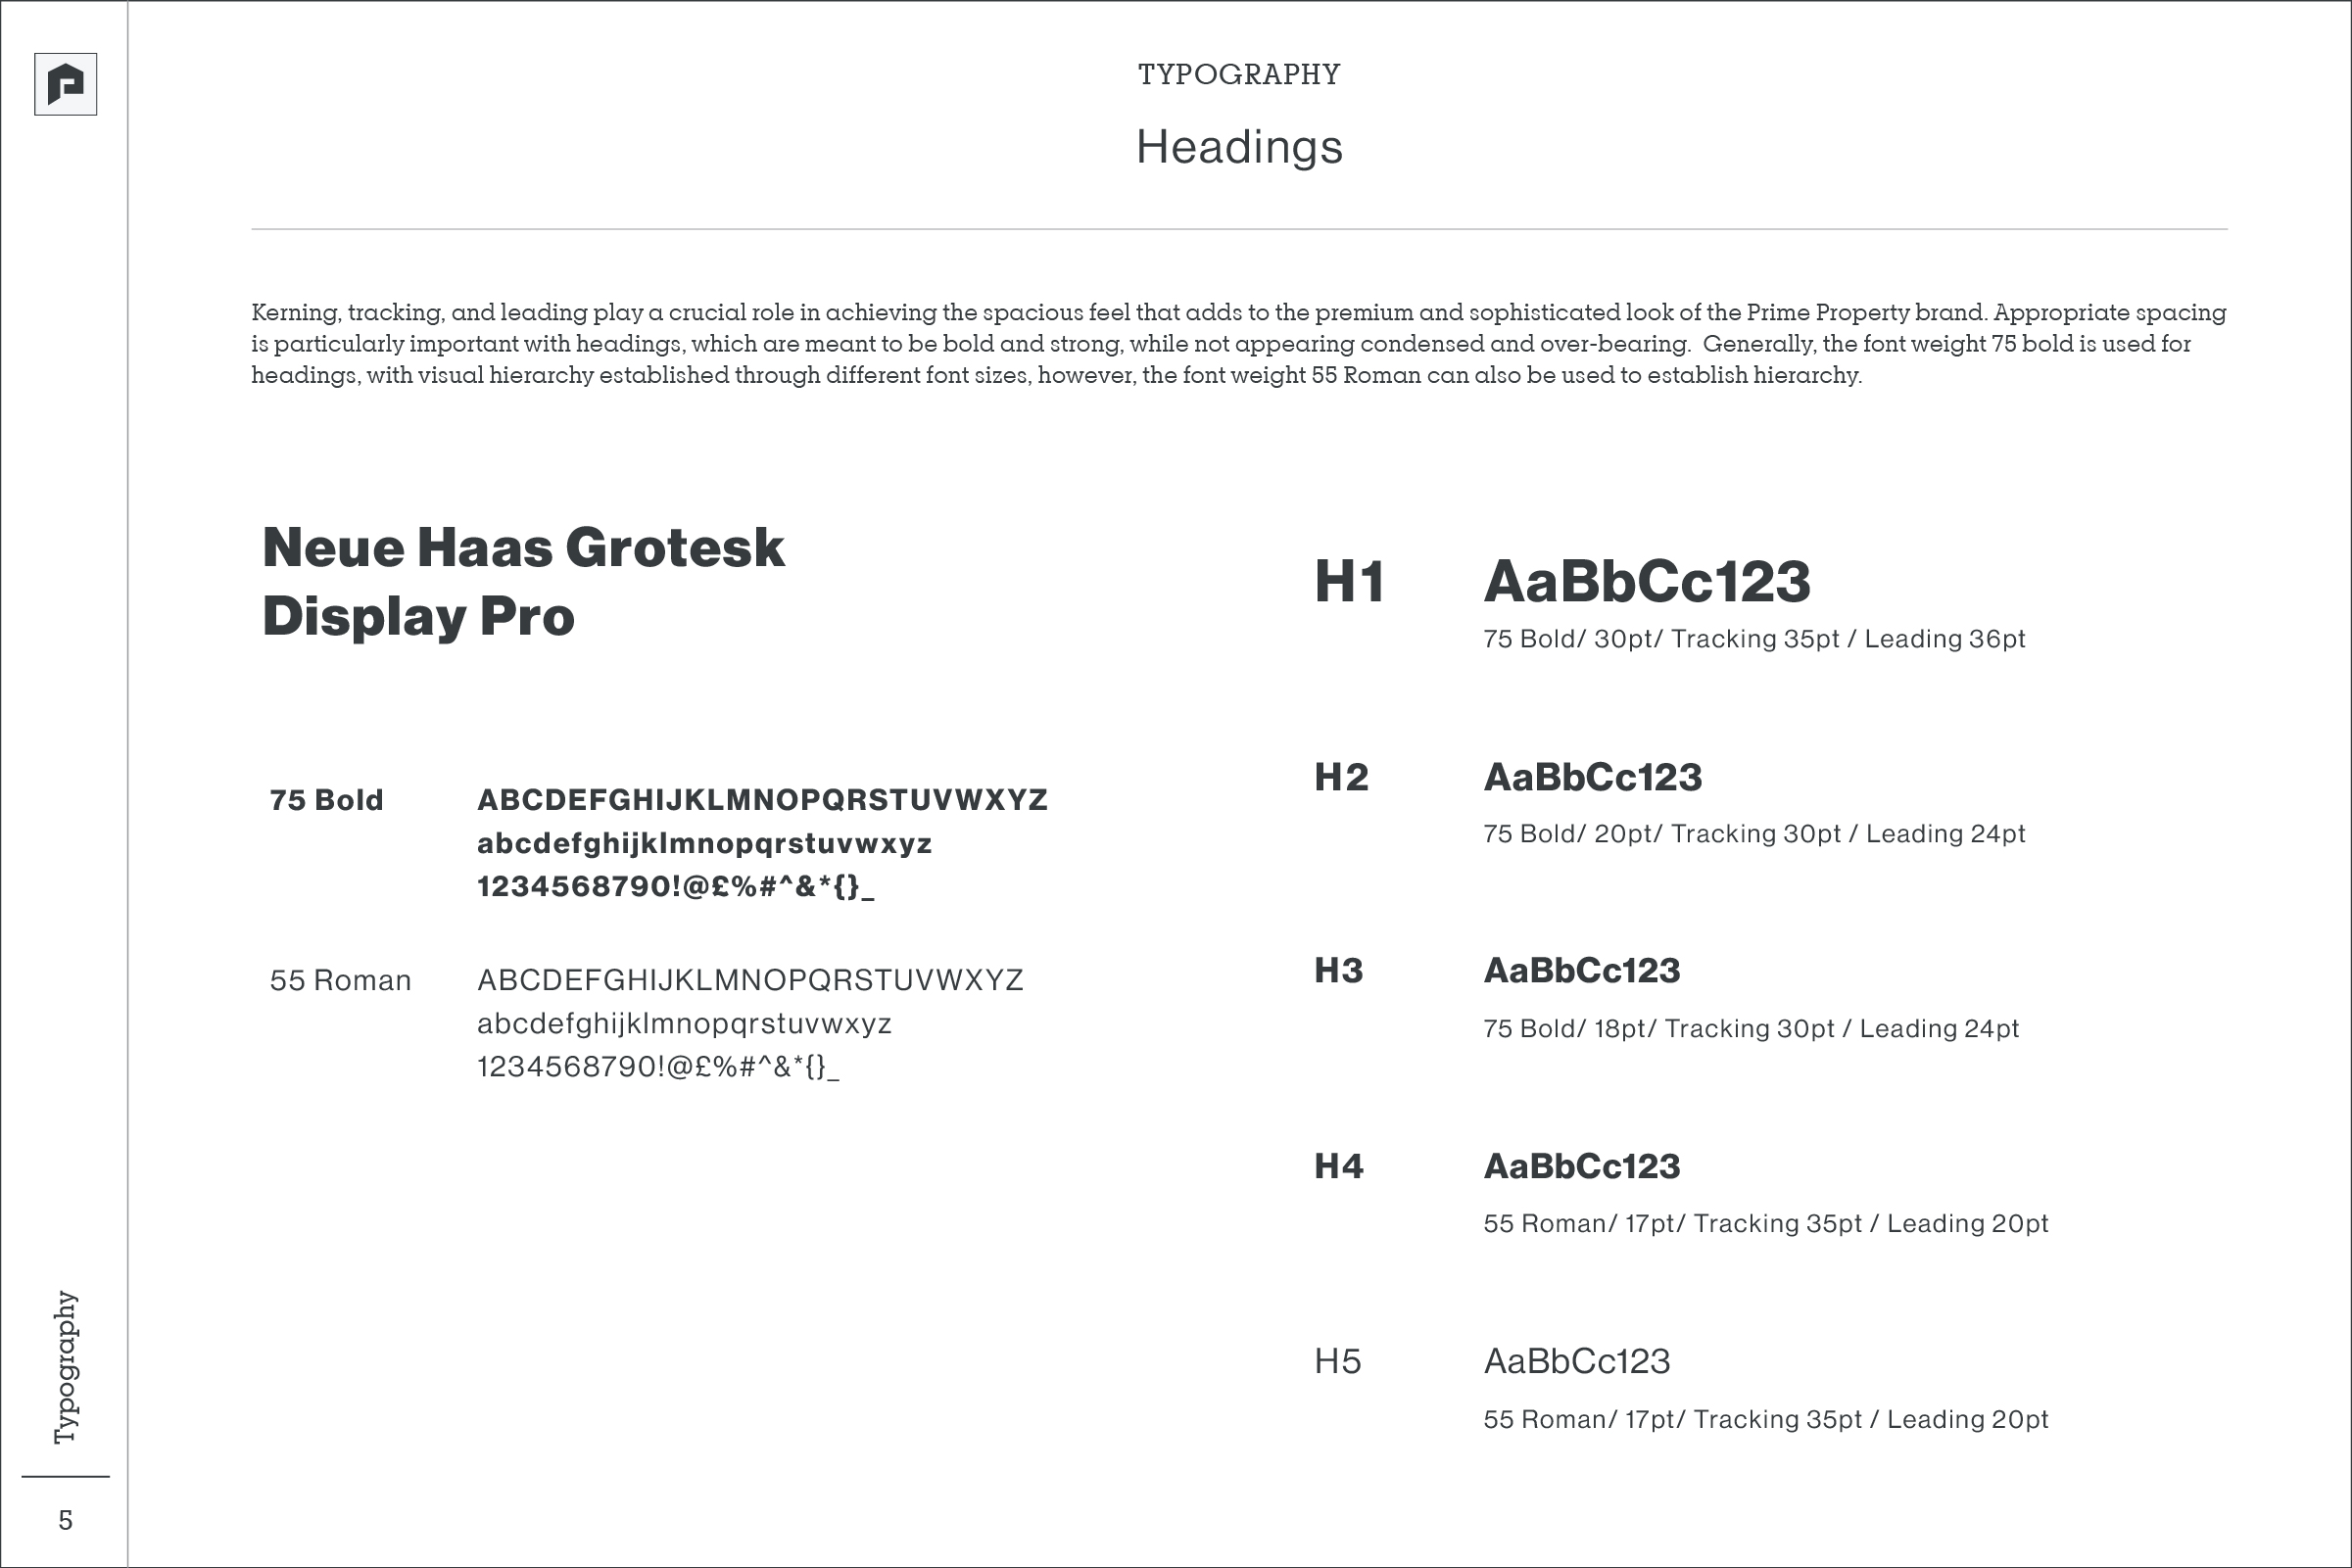 TYPOGRAPHY
Headings
Kerning, tracking, and leading play a crucial role in achieving the spacious feel that adds to the premium and sophisticated look of the Prime Property brand. Appropriate spacing
is particularly important with headings, which are meant to be bold and strong, while not appearing condensed and over-bearing.  Generally, the font weight 75 bold is used for
headings, with visual hierarchy established through different font sizes, however, the font weight 55 Roman can also be used to establish hierarchy.
Neue Haas Grotesk
Display Pro
75 Bold
ABCDEFGHIJKLMNOPQRSTUVWXYZ
abcdefghijklmnopqrstuvwxyz
1234568790!@£%#^&*{}_
55 Roman
ABCDEFGHIJKLMNOPQRSTUVWXYZ
abcdefghijklmnopqrstuvwxyz
1234568790!@£%#^&*{}_
H1 AaBbCc123
75 Bold/ 30pt/ Tracking 35pt / Leading 36pt
H2 AaBbCc123
75 Bold/ 20pt/ Tracking 30pt / Leading 24pt
H3 AaBbCc123
75 Bold/ 18pt/ Tracking 30pt / Leading 24pt
H4 AaBbCc123
55 Roman/ 17pt/ Tracking 35pt / Leading 20pt
H5 AaBbCc123
55 Roman/ 17pt/ Tracking 35pt / Leading 20pt
Typography
5